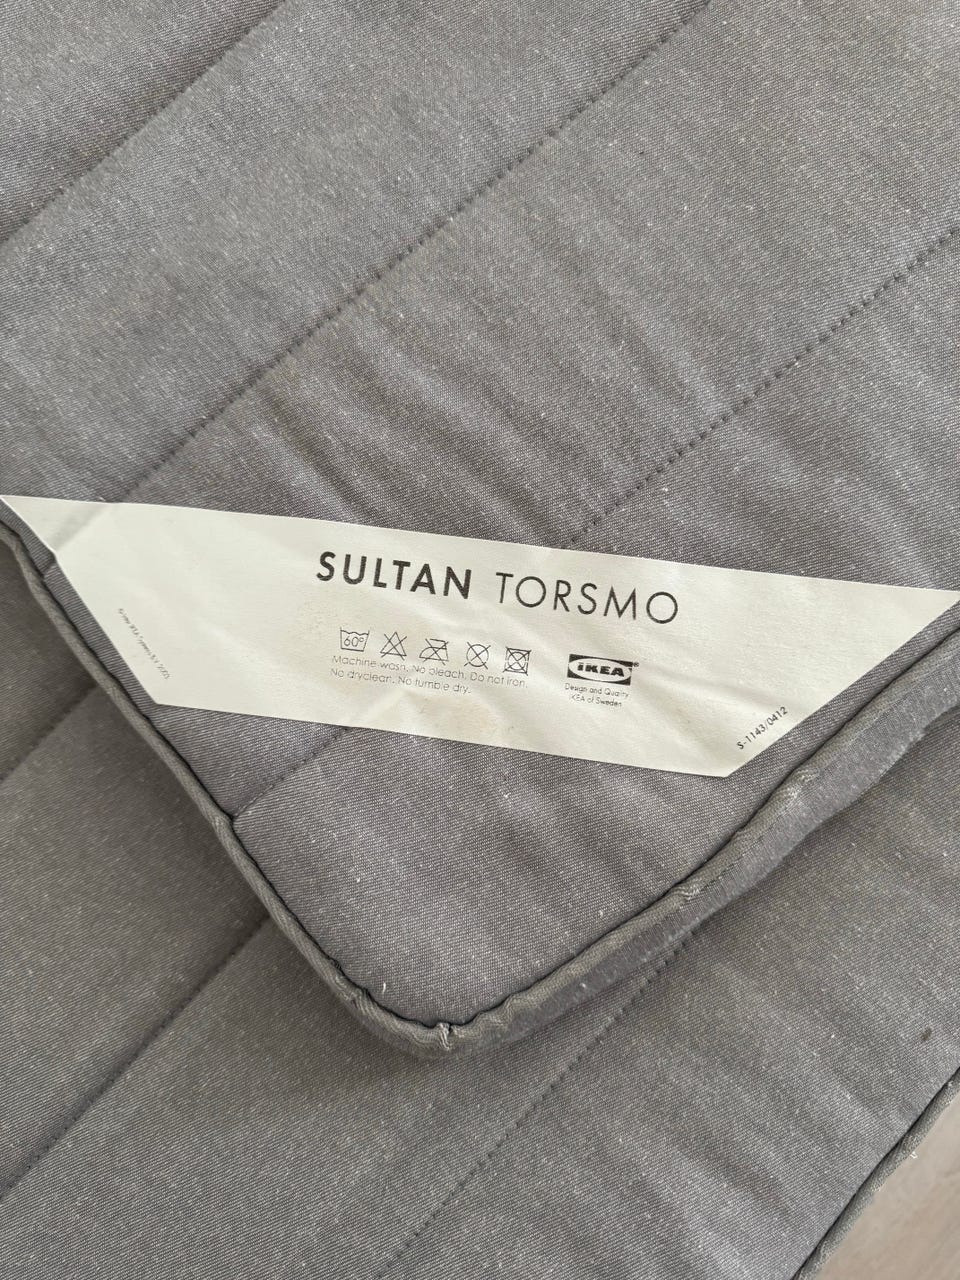 SULTAN TORSMO
60°
Machine wash. No bleach. Do not iron.
No dryclean. No tumble dry.
IKEA®
Design and Quality
IKEA of Sweden
S-1143/0412